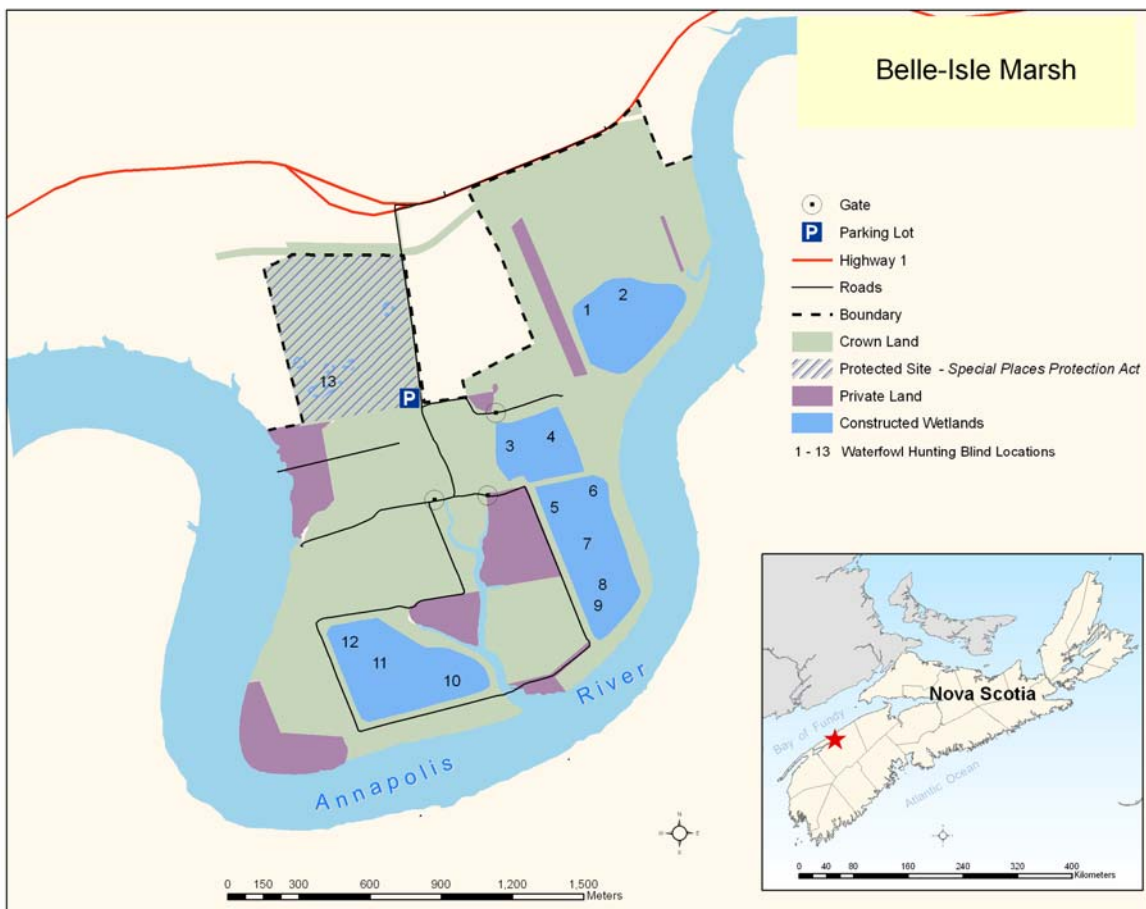 Belle-Isle Marsh
Gate
P Parking Lot
Highway 1
Roads
Boundary
Crown Land
Protected Site - Special Places Protection Act
Private Land
Constructed Wetlands
1 - 13 Waterfowl Hunting Blind Locations
1
2
13
P
3
4
5
6
7
8
9
12
11
10
Annapolis River
N
W E
S
0 150 300 600 900 1,200 1,500
Meters
Nova Scotia
Bay of Fundy
Atlantic Ocean
0 40 80 160 240 320 400
Kilometers